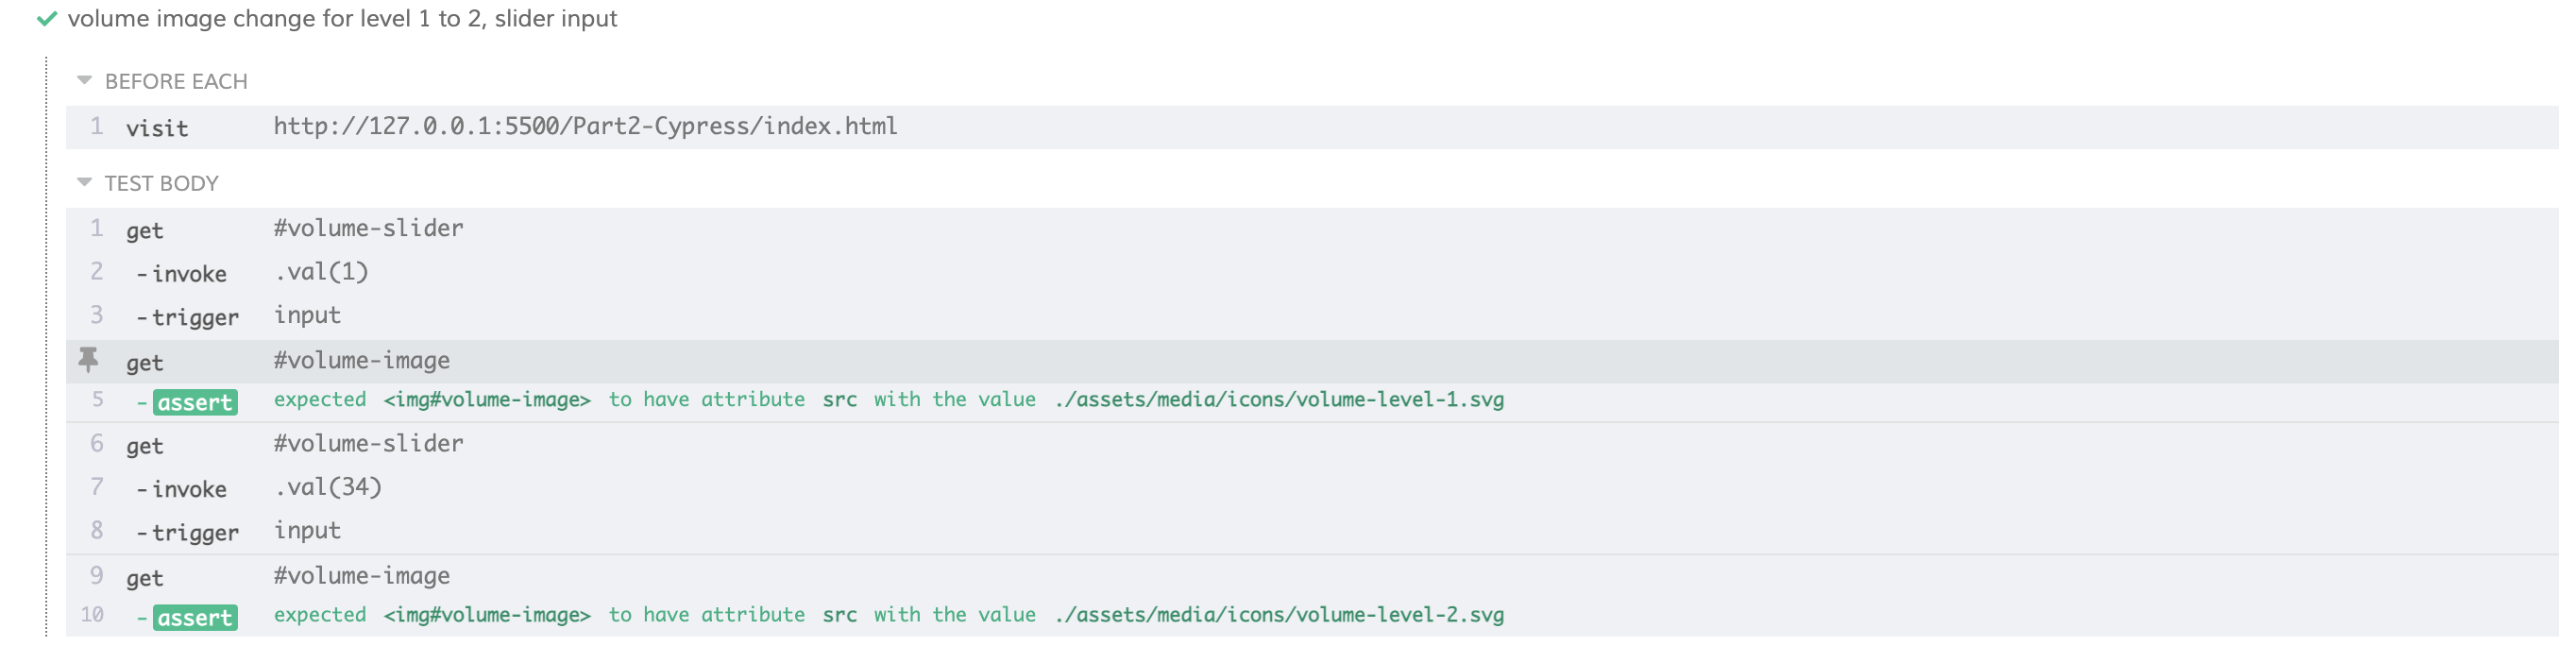 volume image change for level 1 to 2, slider input
BEFORE EACH
1 visit http://127.0.0.1:5500/Part2-Cypress/index.html
TEST BODY
1 get #volume-slider
2 -invoke .val(1)
3 -trigger input
get #volume-image
5 -assert expected <img#volume-image> to have attribute src with the value ./assets/media/icons/volume-level-1.svg
6 get #volume-slider
7 -invoke .val(34)
8 -trigger input
9 get #volume-image
10 -assert expected <img#volume-image> to have attribute src with the value ./assets/media/icons/volume-level-2.svg